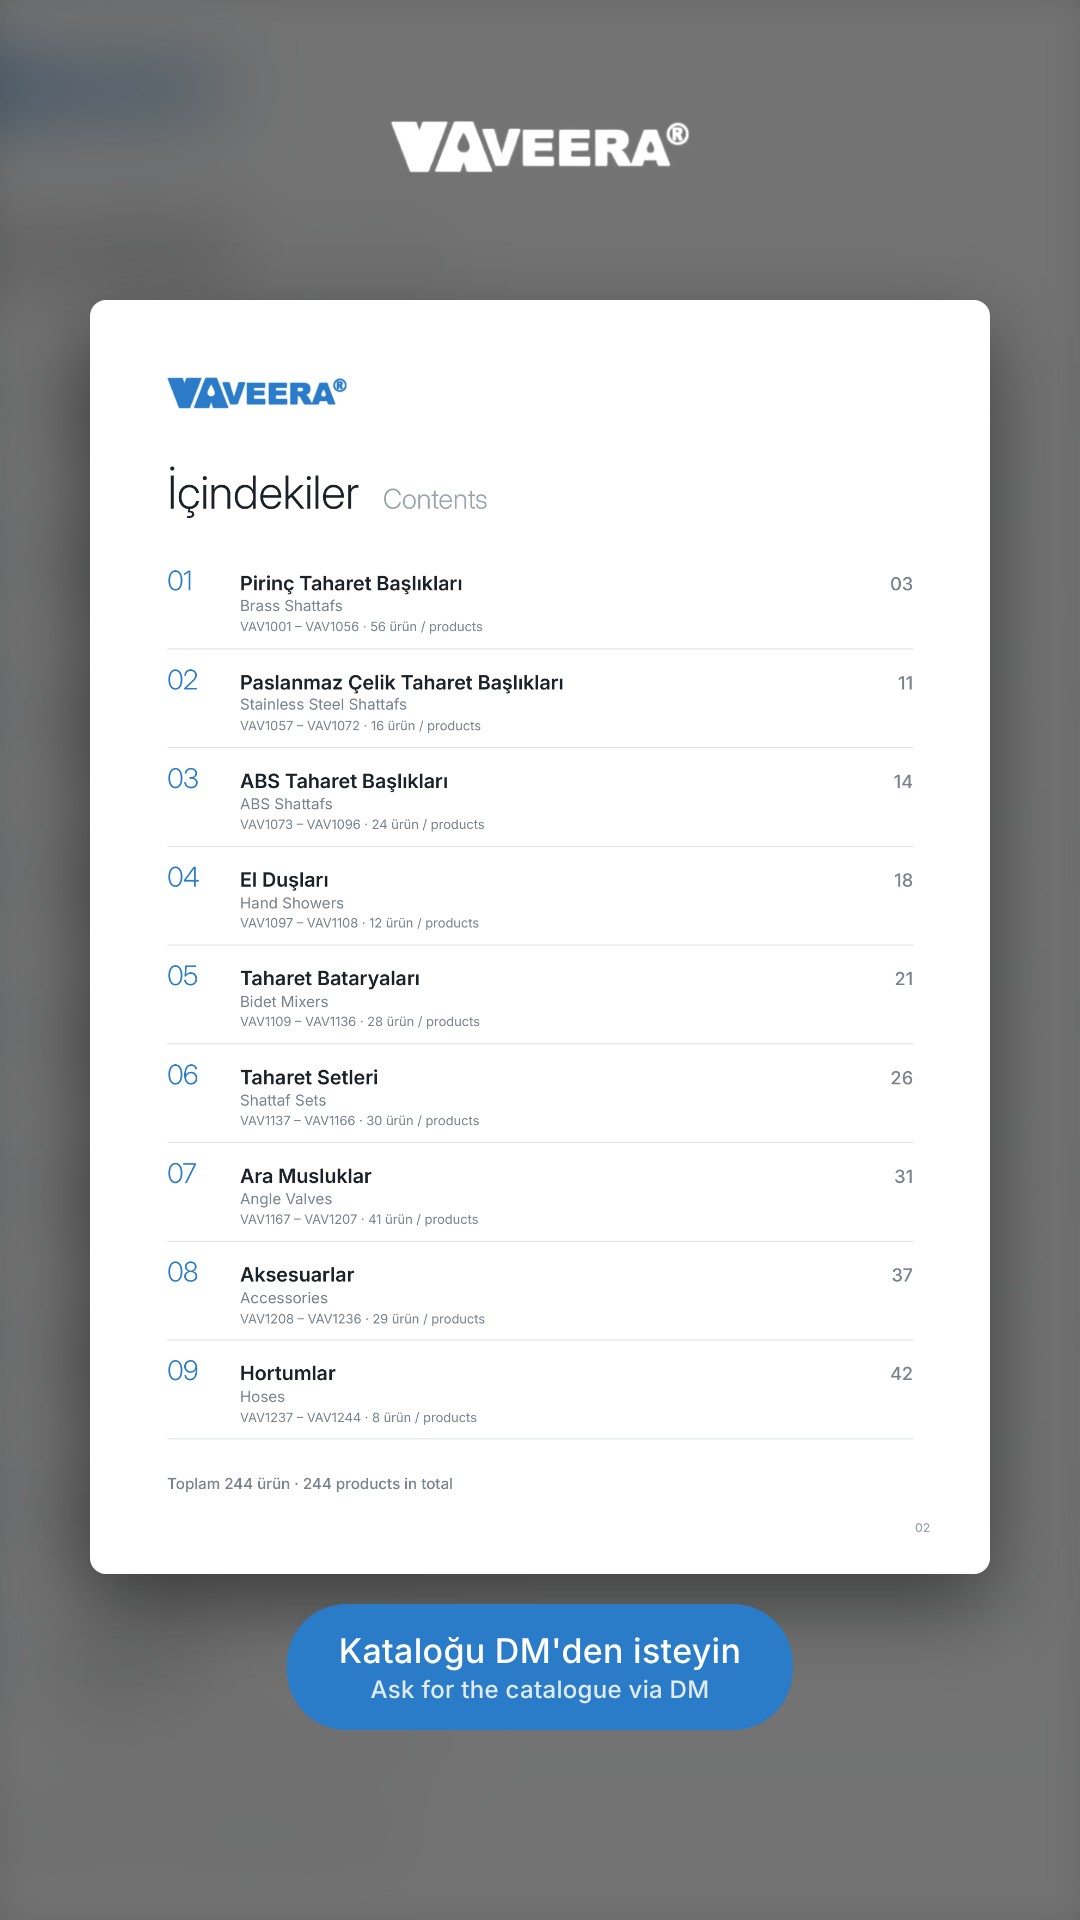 VAVEERA®
VAVEERA®
İçindekiler Contents
01 Pirinç Taharet Başlıkları 03
Brass Shattafs
VAV1001 – VAV1056 · 56 ürün / products
02 Paslanmaz Çelik Taharet Başlıkları 11
Stainless Steel Shattafs
VAV1057 – VAV1072 · 16 ürün / products
03 ABS Taharet Başlıkları 14
ABS Shattafs
VAV1073 – VAV1096 · 24 ürün / products
04 El Duşları 18
Hand Showers
VAV1097 – VAV1108 · 12 ürün / products
05 Taharet Bataryaları 21
Bidet Mixers
VAV1109 – VAV1136 · 28 ürün / products
06 Taharet Setleri 26
Shattaf Sets
VAV1137 – VAV1166 · 30 ürün / products
07 Ara Musluklar 31
Angle Valves
VAV1167 – VAV1207 · 41 ürün / products
08 Aksesuarlar 37
Accessories
VAV1208 – VAV1236 · 29 ürün / products
09 Hortumlar 42
Hoses
VAV1237 – VAV1244 · 8 ürün / products
Toplam 244 ürün · 244 products in total
02
Kataloğu DM'den isteyin
Ask for the catalogue via DM